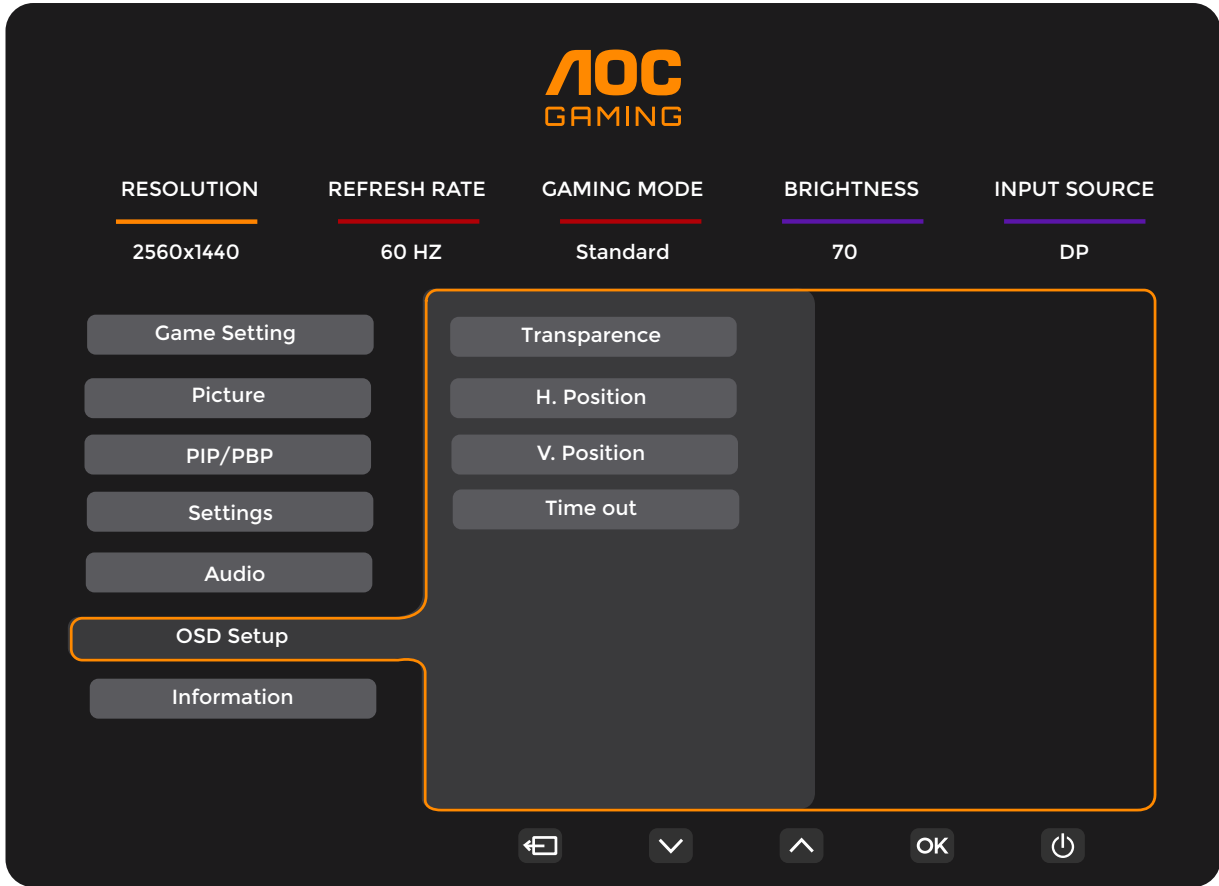 AOC
GAMING
RESOLUTION REFRESH RATE GAMING MODE BRIGHTNESS INPUT SOURCE
2560x1440 60 HZ Standard 70 DP
Game Setting Transparence
Picture H. Position
PIP/PBP V. Position
Settings Time out
Audio
OSD Setup
Information
OK